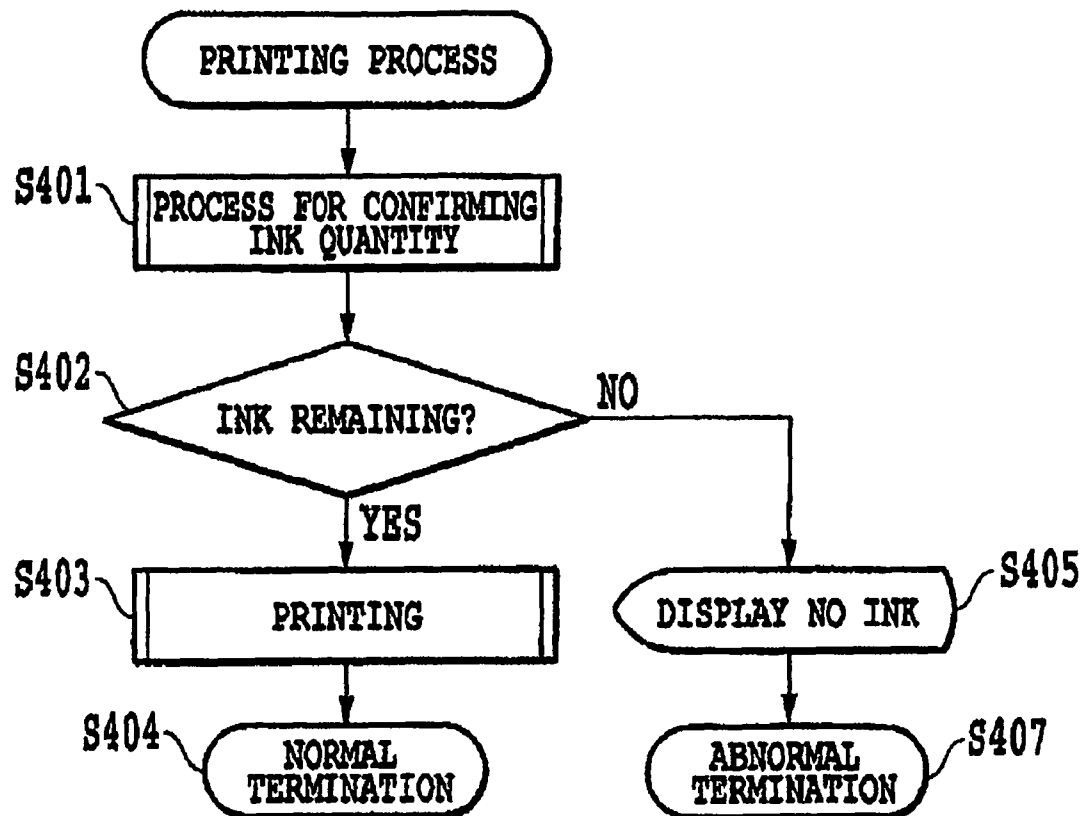 PRINTING PROCESS
S401
PROCESS FOR CONFIRMING
INK QUANTITY
S402
INK REMAINING?
NO
YES
S403
PRINTING
S405
DISPLAY NO INK
S404
NORMAL
TERMINATION
S407
ABNORMAL
TERMINATION